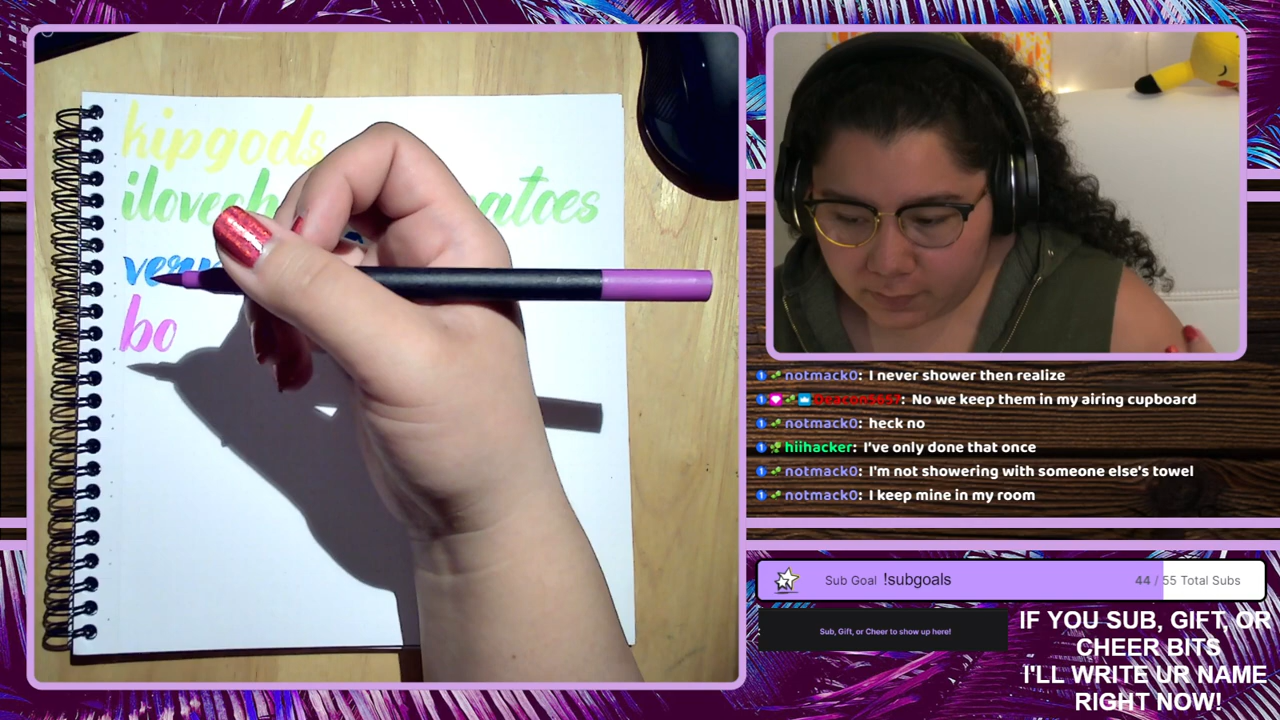 kipgods
bo
notmack0: I never shower then realize
Deacon5657: No we keep them in my airing cupboard
notmack0: heck no
hiihacker: I've only done that once
notmack0: I'm not showering with someone else's towel
notmack0: I keep mine in my room
Sub Goal !subgoals 44 / 55 Total Subs
Sub, Gift, or Cheer to show up here!
IF YOU SUB, GIFT, OR
CHEER BITS
I'LL WRITE UR NAME
RIGHT NOW!